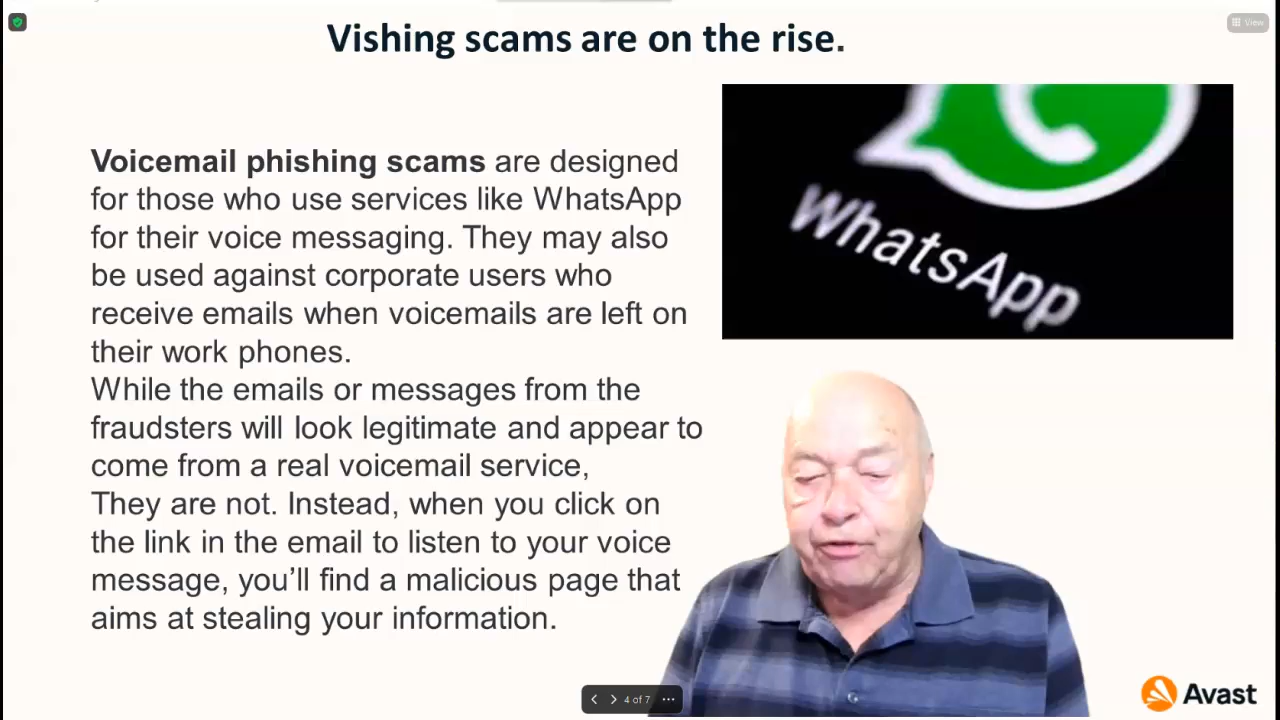 Vishing scams are on the rise.
View
WhatsApp
Voicemail phishing scams are designed
for those who use services like WhatsApp
for their voice messaging. They may also
be used against corporate users who
receive emails when voicemails are left on
their work phones.
While the emails or messages from the
fraudsters will look legitimate and appear to
come from a real voicemail service,
They are not. Instead, when you click on
the link in the email to listen to your voice
message, you’ll find a malicious page that
aims at stealing your information.
4 of 7
Avast